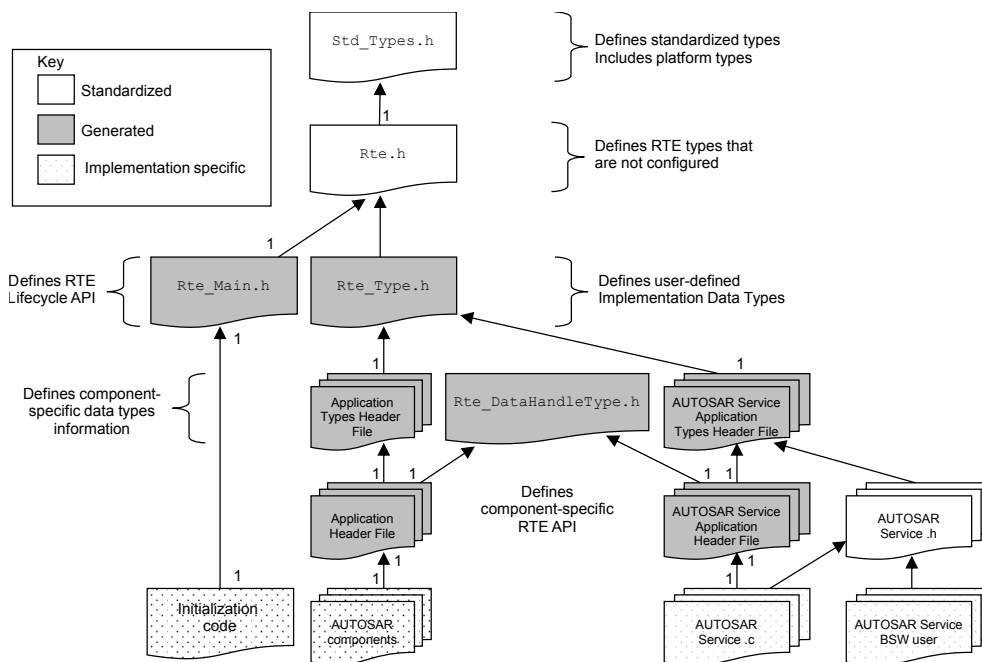 Key
Standardized
Generated
Implementation specific
Std_Types.h
Defines standardized types
Includes platform types
1
Rte.h
Defines RTE types that
are not configured
1
Defines RTE
Lifecycle API
Rte_Main.h
Rte_Type.h
Defines user-defined
Implementation Data Types
1
1
1
Defines component-
specific data types
information
Application
Types Header
File
Rte_DataHandleType.h
AUTOSAR Service
Application
Types Header File
1
1
1
1
Application
Header File
Defines
component-specific
RTE API
AUTOSAR Service
Application
Header File
AUTOSAR
Service .h
1
1
1
1
1
1
Initialization
code
AUTOSAR
components
AUTOSAR
Service .c
AUTOSAR Service
BSW user